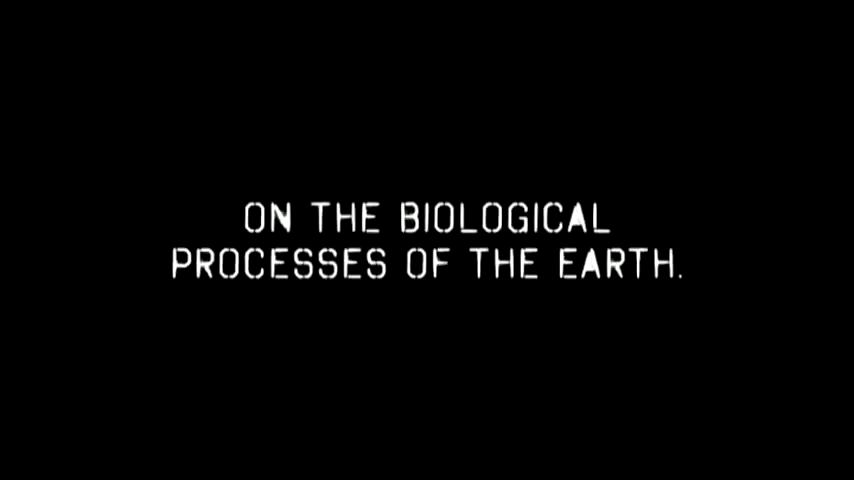 ON THE BIOLOGICAL
PROCESSES OF THE EARTH.